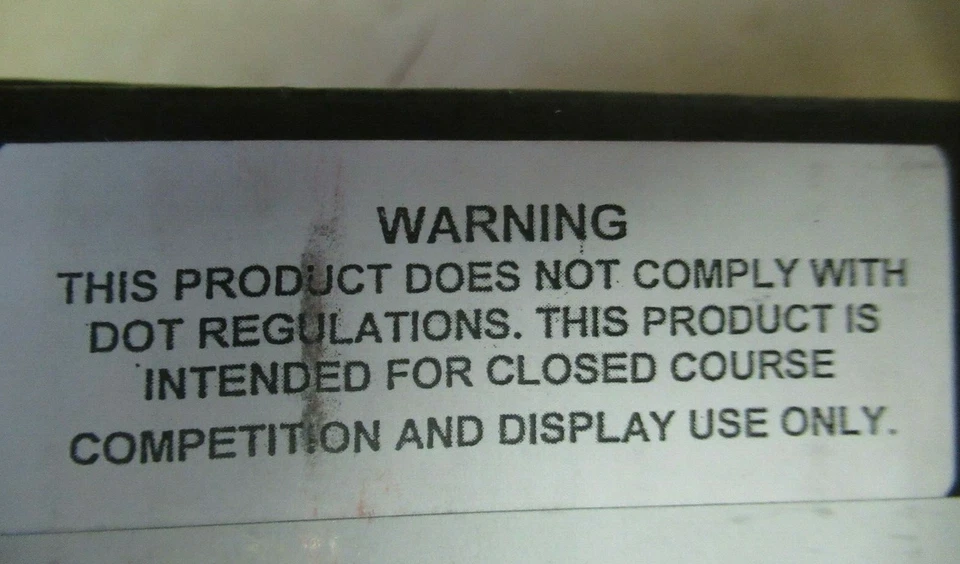 WARNING
THIS PRODUCT DOES NOT COMPLY WITH
DOT REGULATIONS. THIS PRODUCT IS
INTENDED FOR CLOSED COURSE
COMPETITION AND DISPLAY USE ONLY.